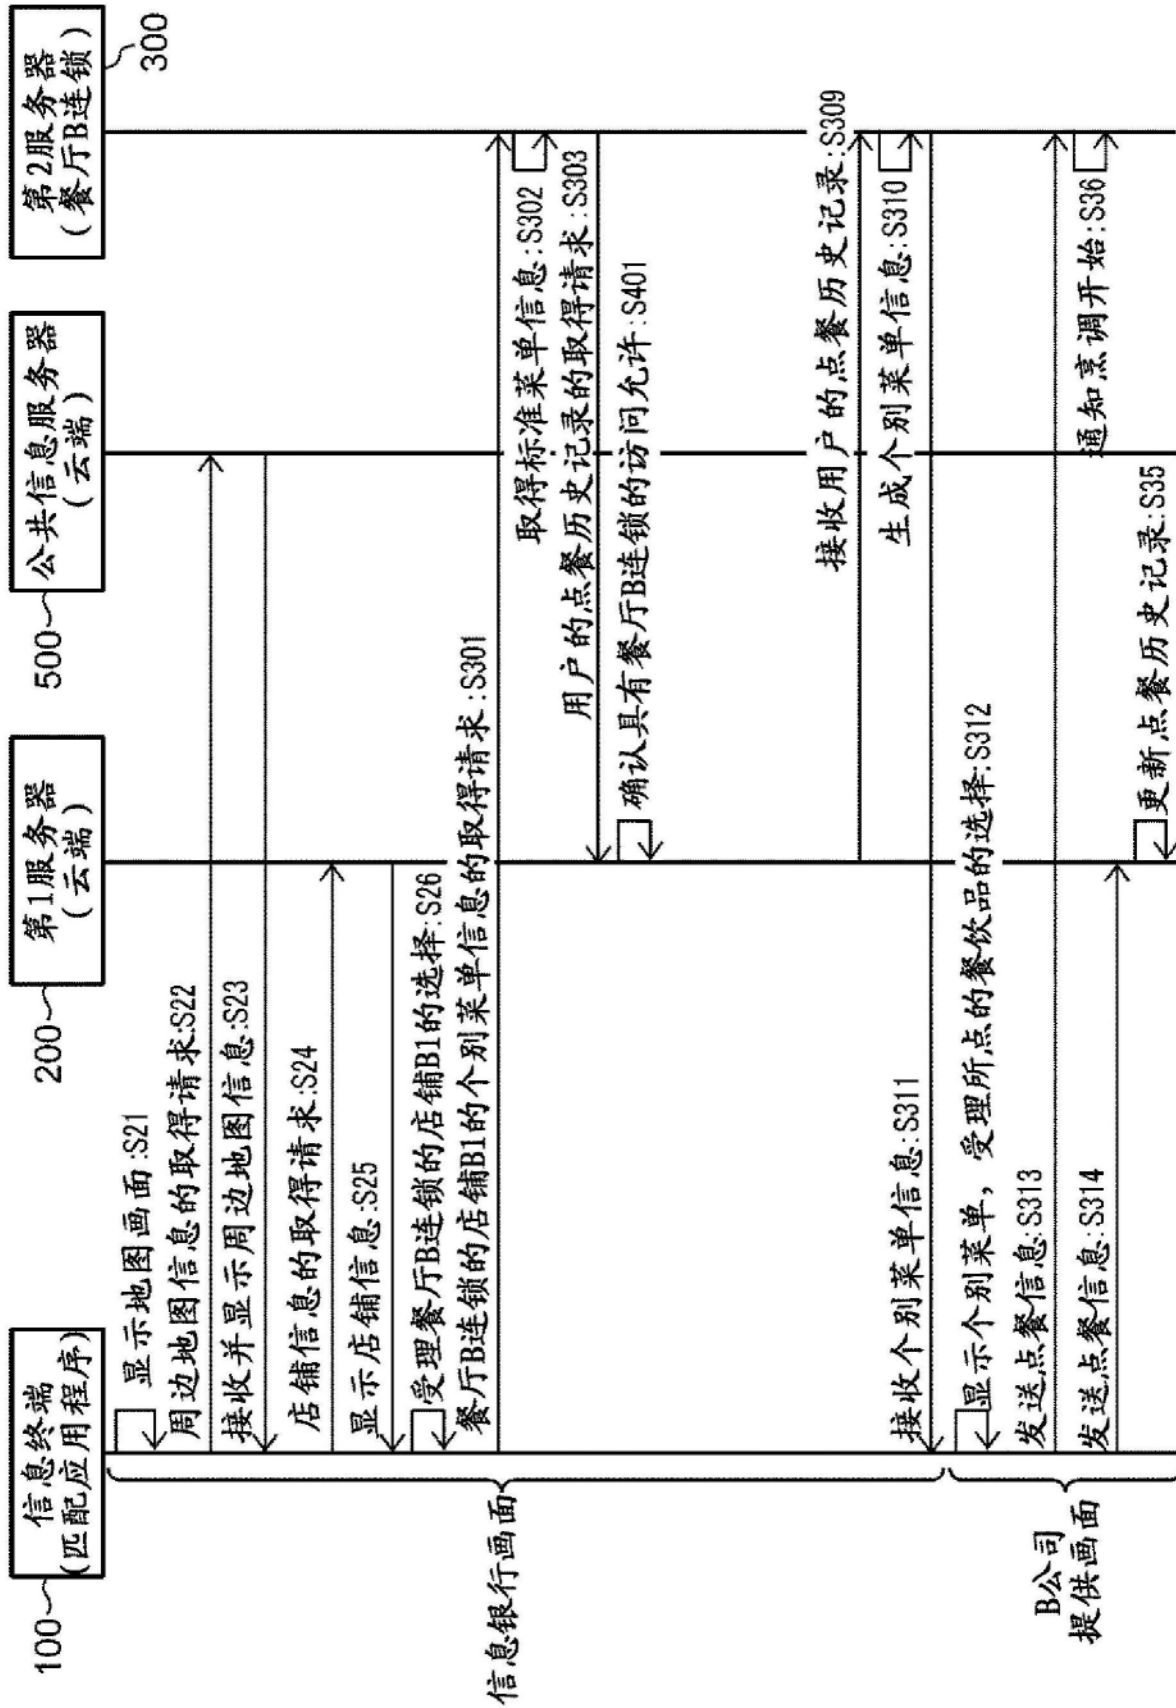 100
信息终端
(匹配应用程序)
200
第1服务器
(云端)
500
公共信息服务器
(云端)
第2服务器
(餐厅B连锁)
300
显示地图画面:S21
周边地图信息的取得请求:S22
接收并显示周边地图信息:S23
店铺信息的取得请求:S24
显示店铺信息:S25
受理餐厅B连锁的店铺B1的选择:S26
餐厅B连锁的店铺B1的个别菜单信息的取得请求:S301
取得标准菜单信息:S302
用户的点餐历史记录的取得请求:S303
确认具有餐厅B连锁的访问允许:S401
接收用户的点餐历史记录:S309
生成个别菜单信息:S310
接收个别菜单信息:S311
信息银行画面
显示个别菜单，受理所点的餐饮品的选择:S312
发送点餐信息:S313
通知烹调开始:S36
发送点餐信息:S314
更新点餐历史记录:S35
B公司
提供画面